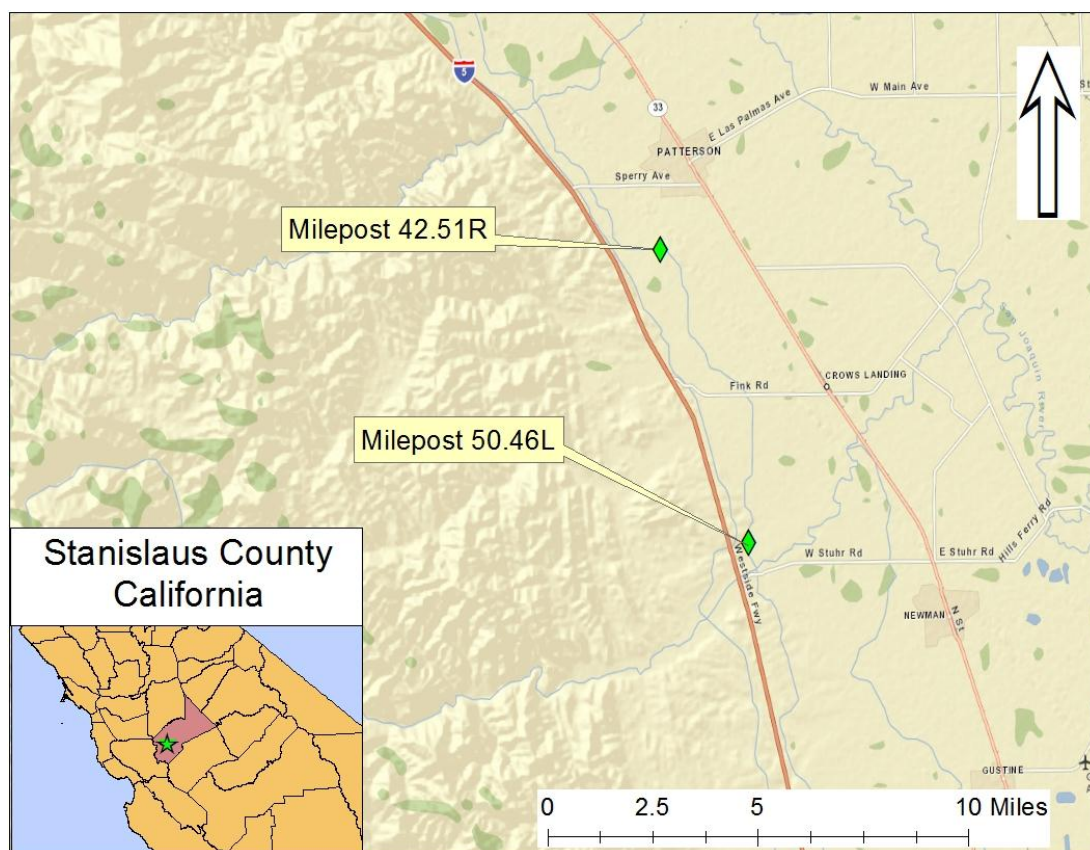 5
W Main Ave
St
E Las Palmas Ave
33
PATTERSON
Sperry Ave
Milepost 42.51R
San Joaquin River
CROWS LANDING
Fink Rd
Milepost 50.46L
Hills Ferry Rd
W Stuhr Rd
E Stuhr Rd
Westside Fwy
NEWMAN
N St
Stanislaus County
California
GUSTINE
0 2.5 5 10 Miles